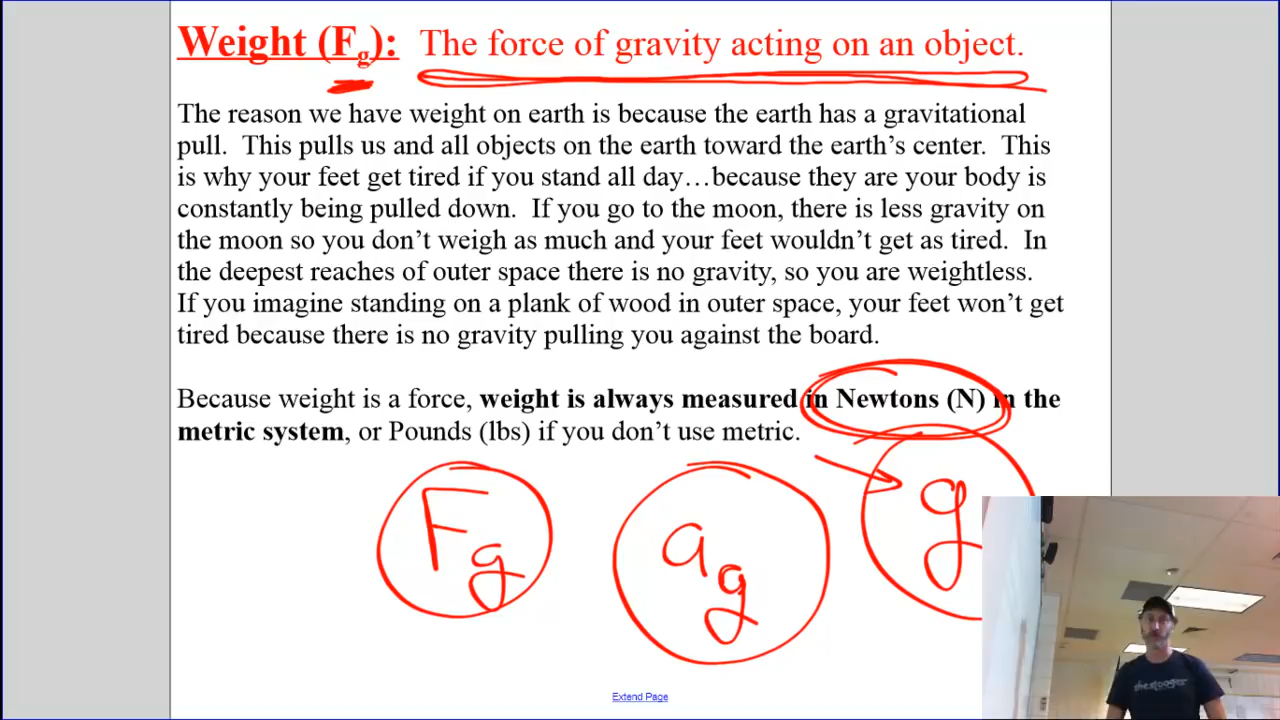 Weight (Fg): The force of gravity acting on an object.
The reason we have weight on earth is because the earth has a gravitational
pull. This pulls us and all objects on the earth toward the earth’s center. This
is why your feet get tired if you stand all day…because they are your body is
constantly being pulled down. If you go to the moon, there is less gravity on
the moon so you don’t weigh as much and your feet wouldn’t get as tired. In
the deepest reaches of outer space there is no gravity, so you are weightless.
If you imagine standing on a plank of wood in outer space, your feet won’t get
tired because there is no gravity pulling you against the board.
Because weight is a force, weight is always measured in Newtons (N) in the
metric system, or Pounds (lbs) if you don’t use metric.
Fg ag g
Extend Page